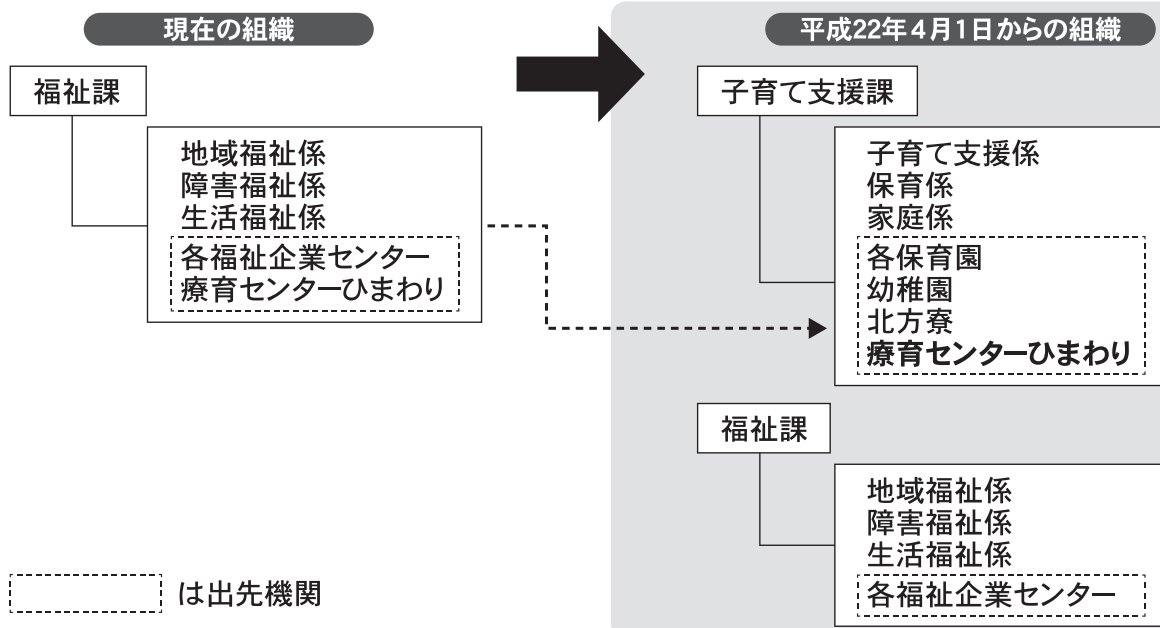 現在の組織
福祉課
地域福祉係
障害福祉係
生活福祉係
各福祉企業センター
療育センターひまわり
は出先機関
平成22年4月1日からの組織
子育て支援課
子育て支援係
保育係
家庭係
各保育園
幼稚園
北方寮
療育センターひまわり
福祉課
地域福祉係
障害福祉係
生活福祉係
各福祉企業センター